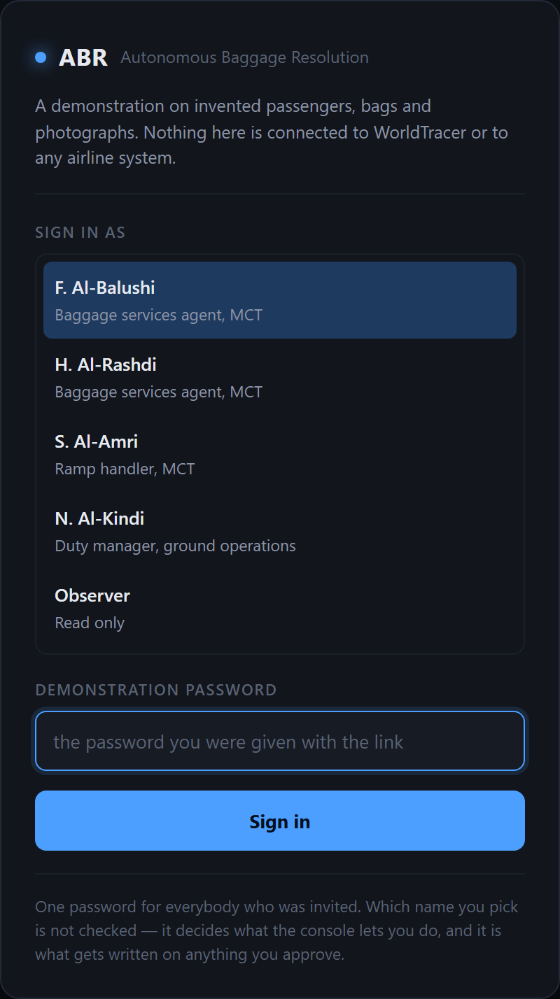 ABR Autonomous Baggage Resolution
A demonstration on invented passengers, bags and
photographs. Nothing here is connected to WorldTracer or to
any airline system.
SIGN IN AS
F. Al-Balushi
Baggage services agent, MCT
H. Al-Rashdi
Baggage services agent, MCT
S. Al-Amri
Ramp handler, MCT
N. Al-Kindi
Duty manager, ground operations
Observer
Read only
DEMONSTRATION PASSWORD
the password you were given with the link
Sign in
One password for everybody who was invited. Which name you pick
is not checked — it decides what the console lets you do, and it is
what gets written on anything you approve.